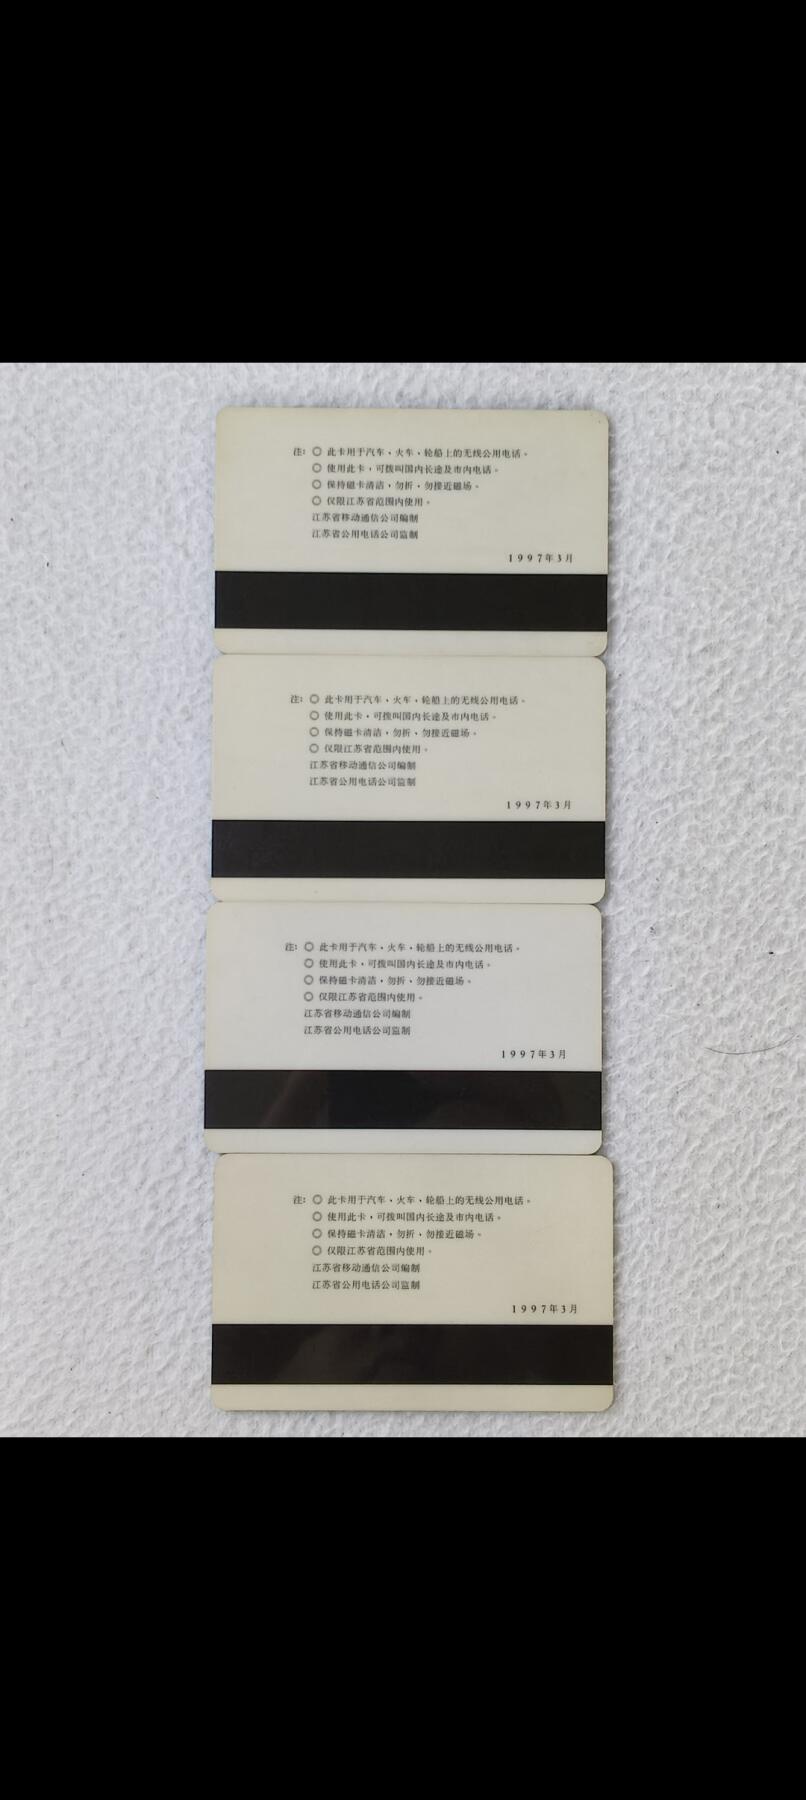 注：◎ 此卡用于汽车、火车、轮船上的无线公用电话。
◎ 使用此卡，可拨叫国内长途及市内电话。
◎ 保持磁卡清洁，勿折、勿接近磁场。
◎ 仅限江苏省范围内使用。
江苏省移动通信公司编制
江苏省公用电话公司监制
1997年3月
注：◎ 此卡用于汽车、火车、轮船上的无线公用电话。
◎ 使用此卡，可拨叫国内长途及市内电话。
◎ 保持磁卡清洁，勿折、勿接近磁场。
◎ 仅限江苏省范围内使用。
江苏省移动通信公司编制
江苏省公用电话公司监制
1997年3月
注：◎ 此卡用于汽车、火车、轮船上的无线公用电话。
◎ 使用此卡，可拨叫国内长途及市内电话。
◎ 保持磁卡清洁，勿折、勿接近磁场。
◎ 仅限江苏省范围内使用。
江苏省移动通信公司编制
江苏省公用电话公司监制
1997年3月
注：◎ 此卡用于汽车、火车、轮船上的无线公用电话。
◎ 使用此卡，可拨叫国内长途及市内电话。
◎ 保持磁卡清洁，勿折、勿接近磁场。
◎ 仅限江苏省范围内使用。
江苏省移动通信公司编制
江苏省公用电话公司监制
1997年3月